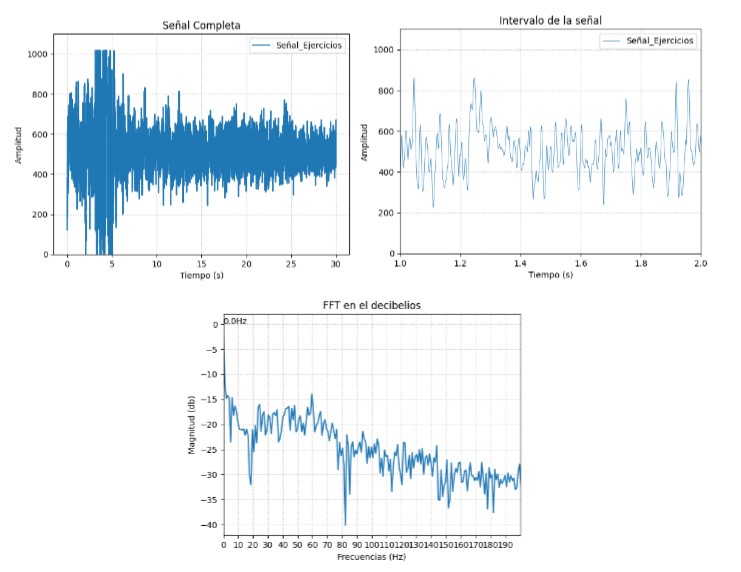 Señal Completa
Señal_Ejercicios
1000
800
600
400
200
0
Amplitud
0 5 10 15 20 25 30
Tiempo (s)
Intervalo de la señal
Señal_Ejercicios
1000
800
600
400
200
0
Amplitud
1.0 1.2 1.4 1.6 1.8 2.0
Tiempo (s)
FFT en el decibelios
0.0Hz
0
−5
−10
−15
−20
−25
−30
−35
−40
Magnitud (db)
0 10 20 30 40 50 60 70 80 90 100110120130140150160170180190
Frecuencias (Hz)